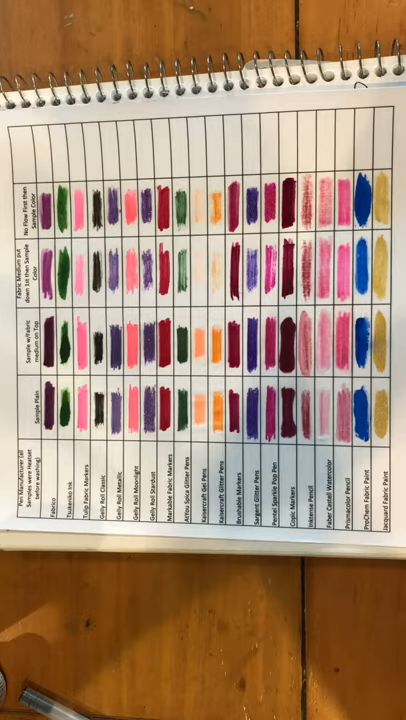 Pen Manufacturer (all
Samples were Heatset
before washing)
Sample Plain
Sample w/Fabric
medium on Top
Fabric Medium put
down 1st then Sample
Color
No Flow First then
Sample Color
Fabrico
Tsukeniko Ink
Tulip Fabric Markers
Gelly Roll Classic
Gelly Roll Metallic
Gelly Roll Moonlight
Gelly Roll Stardust
Markable Fabric Markers
AtYou Spica Glitter Pens
Kaisercraft Gel Pens
Kaisercraft Glitter Pens
Brushable Markers
Sargent Glitter Pens
Pentel Sparkle Pop Pen
Copic Markers
Inktense Pencil
Faber Castell Watercolor
Prismacolor Pencil
ProChem Fabric Paint
Jacquard Fabric Paint